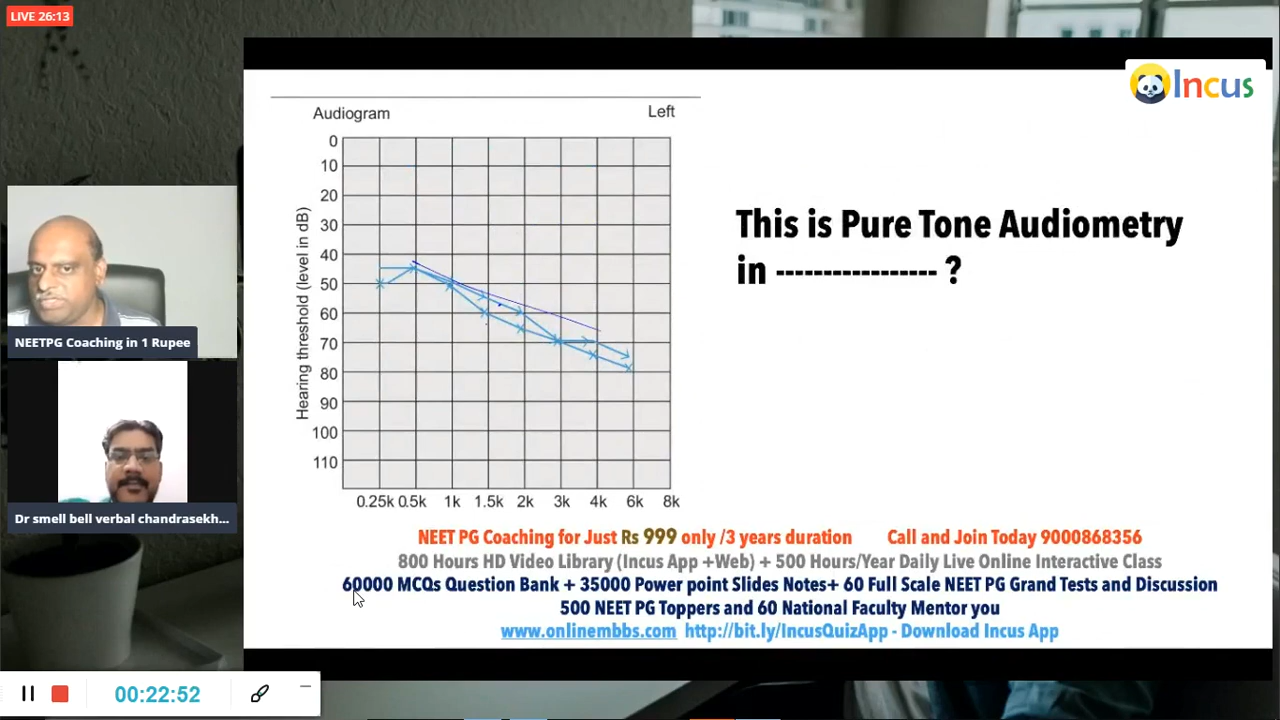 LIVE 26:13
Incus
Audiogram Left
0
10
20
30
40
50
60
70
80
90
100
110
Hearing threshold (level in dB)
0.25k 0.5k 1k 1.5k 2k 3k 4k 6k 8k
This is Pure Tone Audiometry
in ----------------- ?
NEETPG Coaching in 1 Rupee
Dr smell bell verbal chandrasekh...
NEET PG Coaching for Just Rs 999 only /3 years duration Call and Join Today 9000868356
800 Hours HD Video Library (Incus App +Web) + 500 Hours/Year Daily Live Online Interactive Class
60000 MCQs Question Bank + 35000 Power point Slides Notes+ 60 Full Scale NEET PG Grand Tests and Discussion
500 NEET PG Toppers and 60 National Faculty Mentor you
www.onlinembbs.com http://bit.ly/IncusQuizApp - Download Incus App
00:22:52